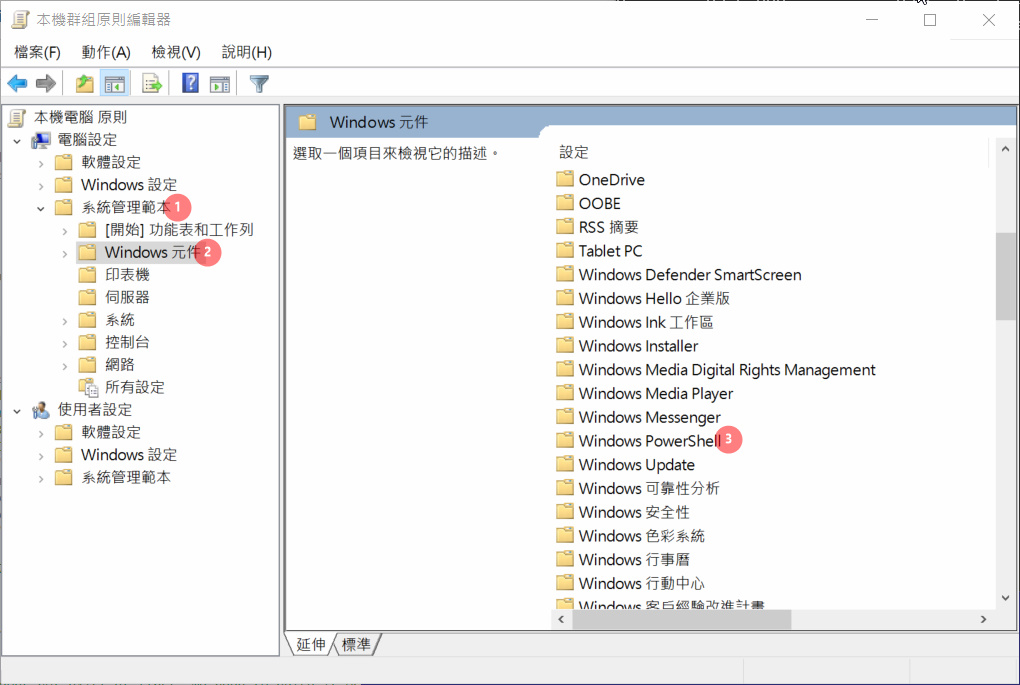 本機群組原則編輯器
檔案(F) 動作(A) 檢視(V) 說明(H)
本機電腦 原則
電腦設定
軟體設定
Windows 設定
系統管理範本 1
[開始] 功能表和工作列
Windows 元件 2
印表機
伺服器
系統
控制台
網路
所有設定
使用者設定
軟體設定
Windows 設定
系統管理範本
Windows 元件
選取一個項目來檢視它的描述。
設定
OneDrive
OOBE
RSS 摘要
Tablet PC
Windows Defender SmartScreen
Windows Hello 企業版
Windows Ink 工作區
Windows Installer
Windows Media Digital Rights Management
Windows Media Player
Windows Messenger
Windows PowerShell 3
Windows Update
Windows 可靠性分析
Windows 安全性
Windows 色彩系統
Windows 行事曆
Windows 行動中心
Windows 客戶經驗改進計畫
延伸 標準